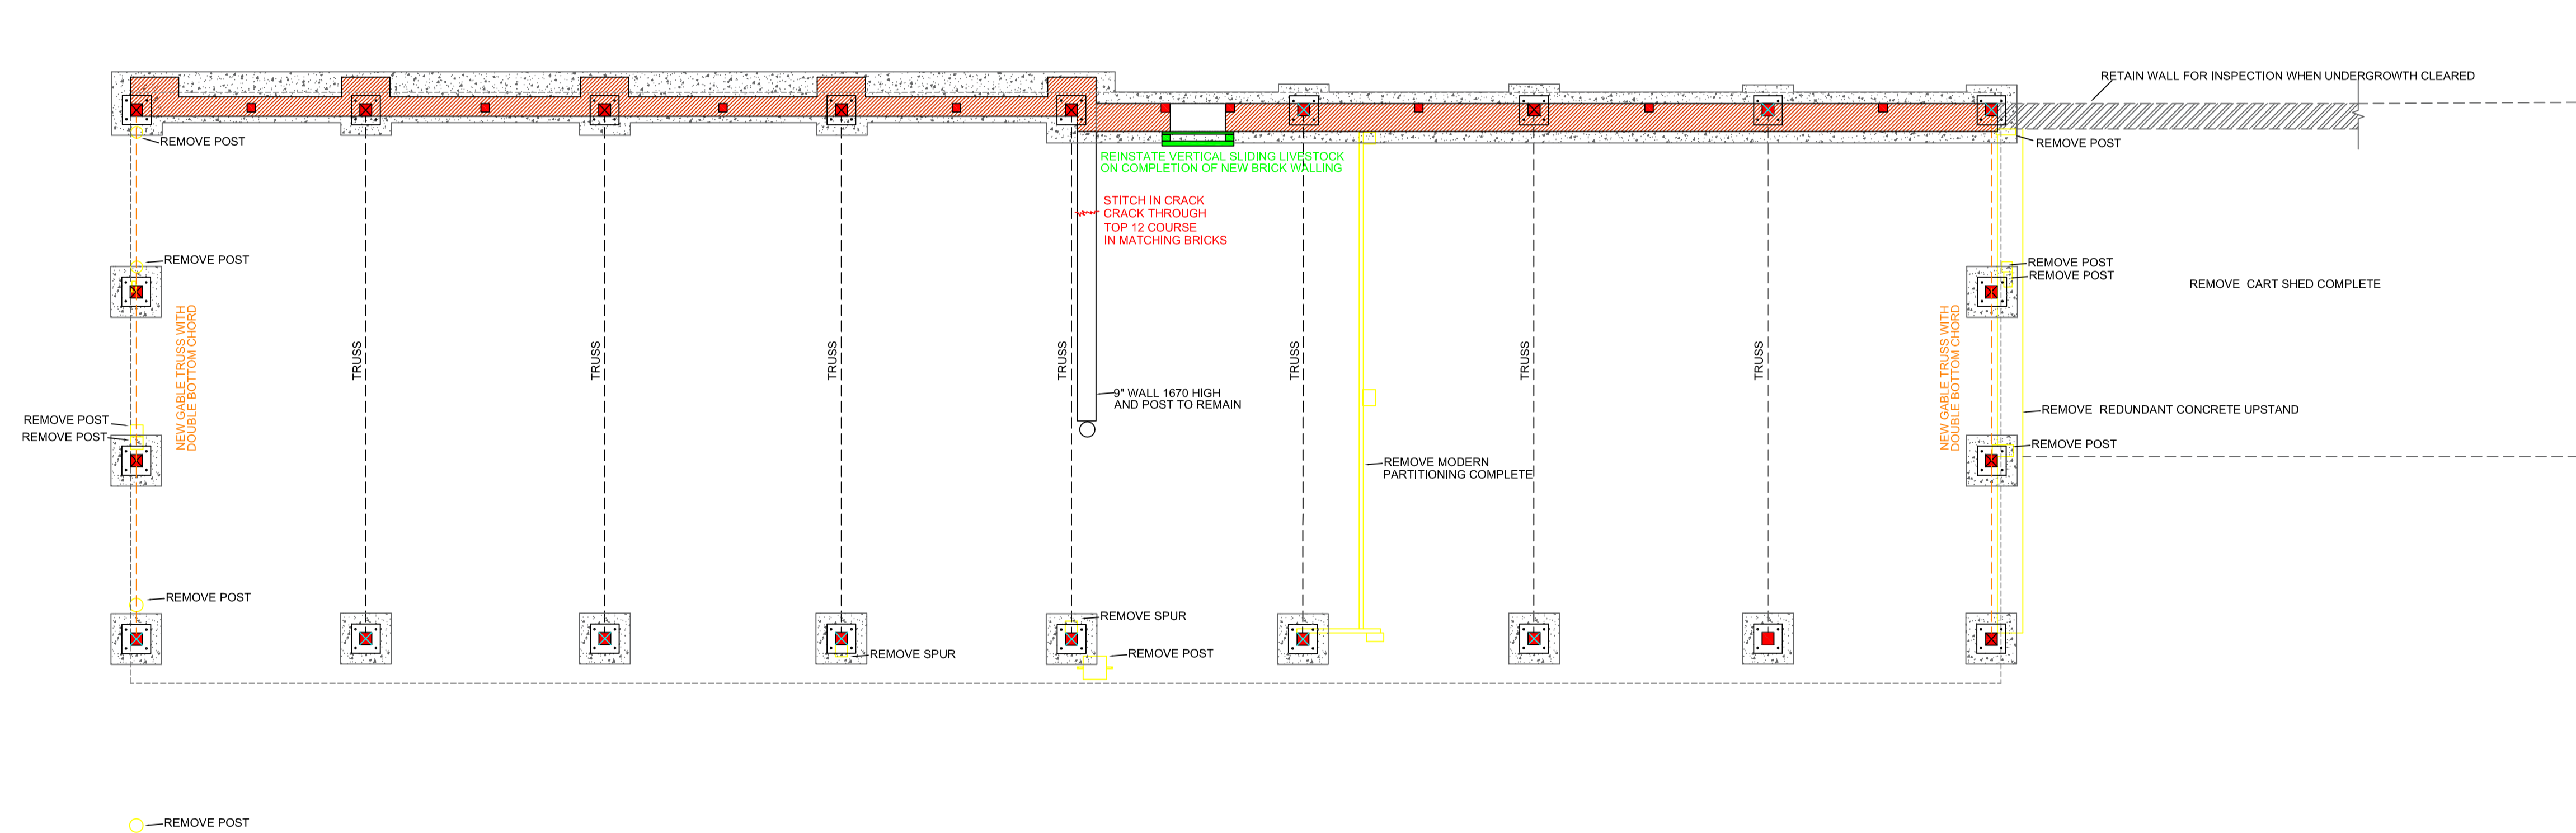 RETAIN WALL FOR INSPECTION WHEN UNDERGROWTH CLEARED
REMOVE POST
REMOVE POST
REINSTATE VERTICAL SLIDING LIVESTOCK
ON COMPLETION OF NEW BRICK WALLING
STITCH IN CRACK
CRACK THROUGH
TOP 12 COURSE
IN MATCHING BRICKS
REMOVE POST
REMOVE POST
REMOVE POST
REMOVE CART SHED COMPLETE
NEW GABLE TRUSS WITH
DOUBLE BOTTOM CHORD
TRUSS
TRUSS
TRUSS
TRUSS
TRUSS
TRUSS
TRUSS
NEW GABLE TRUSS WITH
DOUBLE BOTTOM CHORD
9" WALL 1670 HIGH
AND POST TO REMAIN
REMOVE REDUNDANT CONCRETE UPSTAND
REMOVE POST
REMOVE POST
REMOVE POST
REMOVE MODERN
PARTITIONING COMPLETE
REMOVE POST
REMOVE SPUR
REMOVE SPUR
REMOVE POST
REMOVE POST